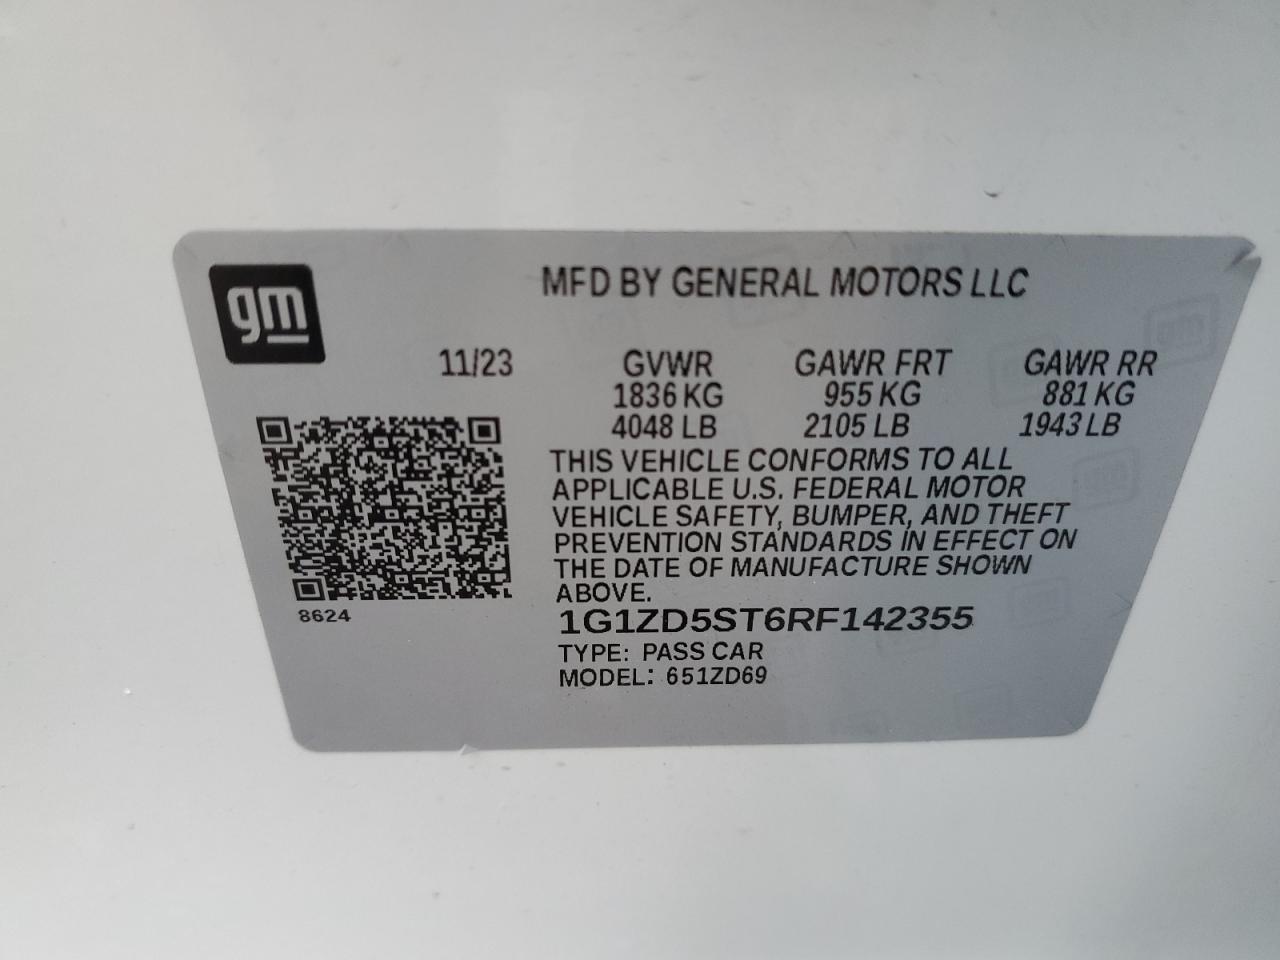 gm
MFD BY GENERAL MOTORS LLC
11/23 GVWR GAWR FRT GAWR RR
1836 KG 955 KG 881 KG
4048 LB 2105 LB 1943 LB
THIS VEHICLE CONFORMS TO ALL
APPLICABLE U.S. FEDERAL MOTOR
VEHICLE SAFETY, BUMPER, AND THEFT
PREVENTION STANDARDS IN EFFECT ON
THE DATE OF MANUFACTURE SHOWN
ABOVE.
8624
1G1ZD5ST6RF142355
TYPE: PASS CAR
MODEL: 651ZD69